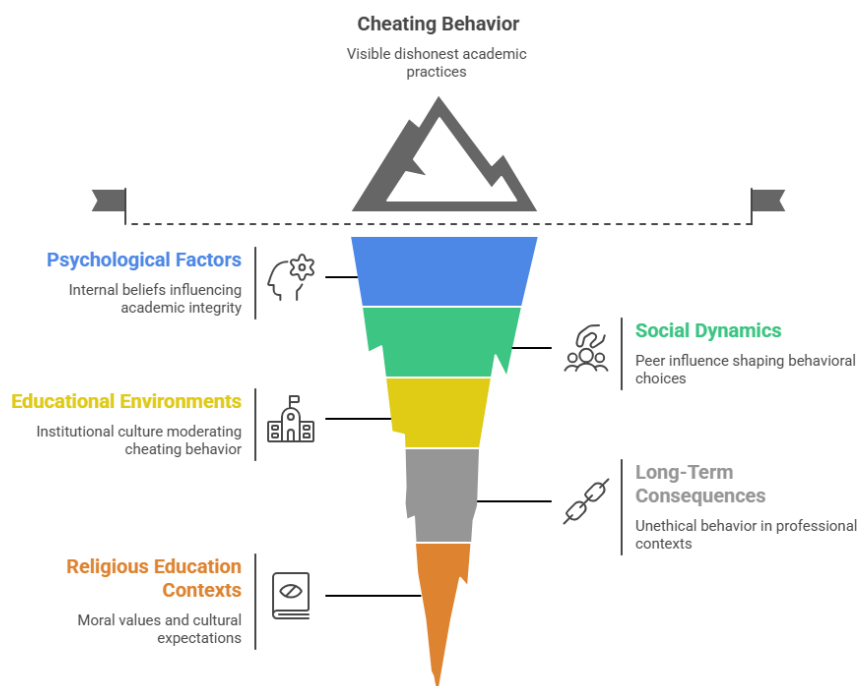 Cheating Behavior
Visible dishonest academic
practices
Psychological Factors
Internal beliefs influencing
academic integrity
Social Dynamics
Peer influence shaping behavioral
choices
Educational Environments
Institutional culture moderating
cheating behavior
Long-Term
Consequences
Unethical behavior in professional
contexts
Religious Education
Contexts
Moral values and cultural
expectations